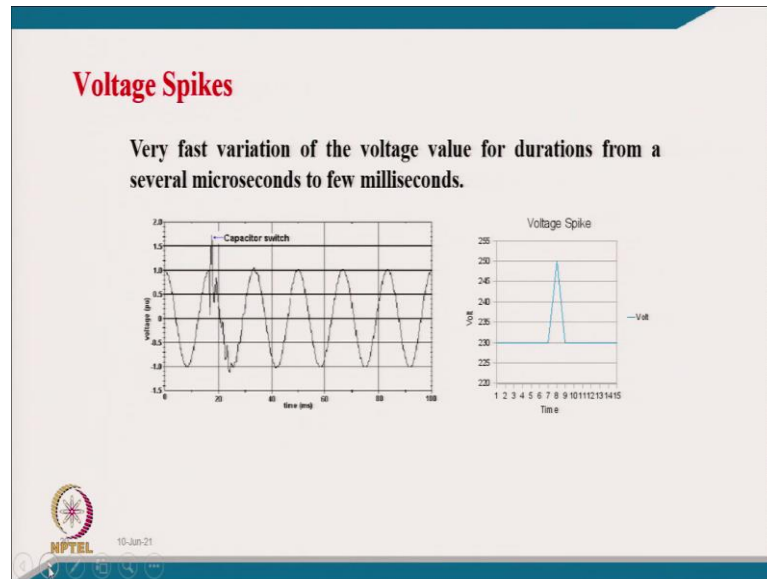 Voltage Spikes
Very fast variation of the voltage value for durations from a
several microseconds to few milliseconds.
2.0
1.5
1.0
0.5
0
-0.5
-1.0
-1.5
voltage (pu)
Capacitor switch
0 20 40 60 80 100
time (ms)
Voltage Spike
255
250
245
240
235
230
225
220
Volt
1 2 3 4 5 6 7 8 9 10 11 12 13 14 15
Time
Volt
NPTEL
10-Jun-21